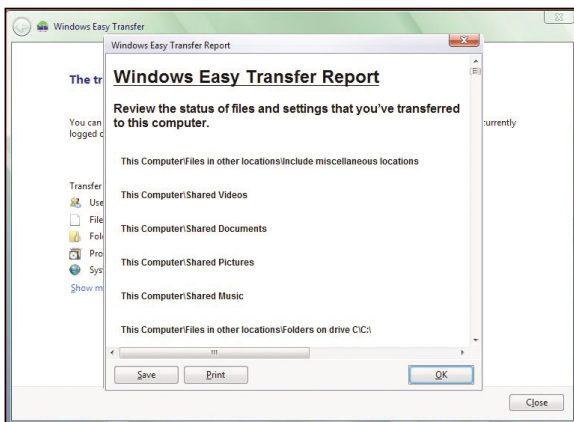 Windows Easy Transfer
Windows Easy Transfer Report
Windows Easy Transfer Report
Review the status of files and settings that you've transferred
to this computer.
This Computer\Files in other locations\Include miscellaneous locations
This Computer\Shared Videos
This Computer\Shared Documents
This Computer\Shared Pictures
This Computer\Shared Music
This Computer\Files in other locations\Folders on drive C\C:\
Save
Print
OK
The tr
You can
urrently
logged
Transfer
Use
File
Fol
Pro
Sys
Show m
Close